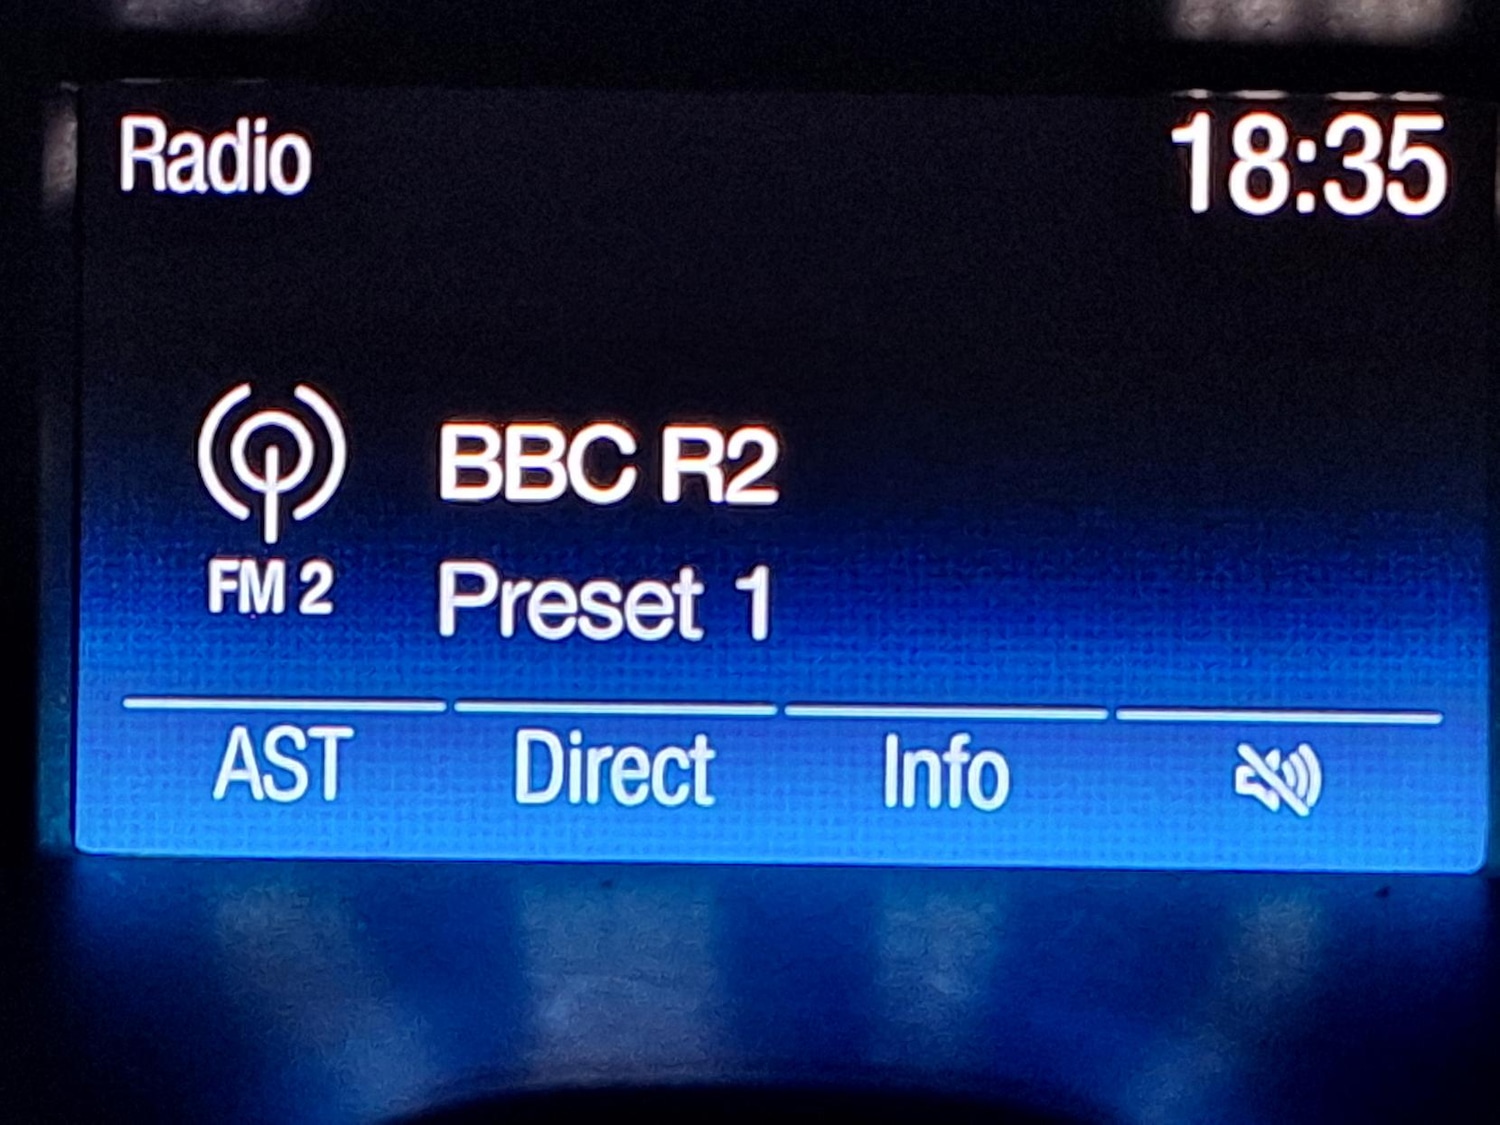 Radio
18:35
BBC R2
FM 2
Preset 1
AST
Direct
Info